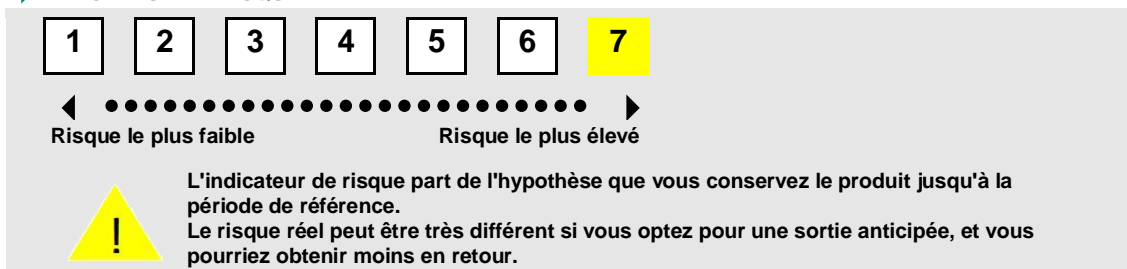 1 2 3 4 5 6 7
Risque le plus faible Risque le plus élevé
L'indicateur de risque part de l'hypothèse que vous conservez le produit jusqu'à la
période de référence.
Le risque réel peut être très différent si vous optez pour une sortie anticipée, et vous
pourriez obtenir moins en retour.
!